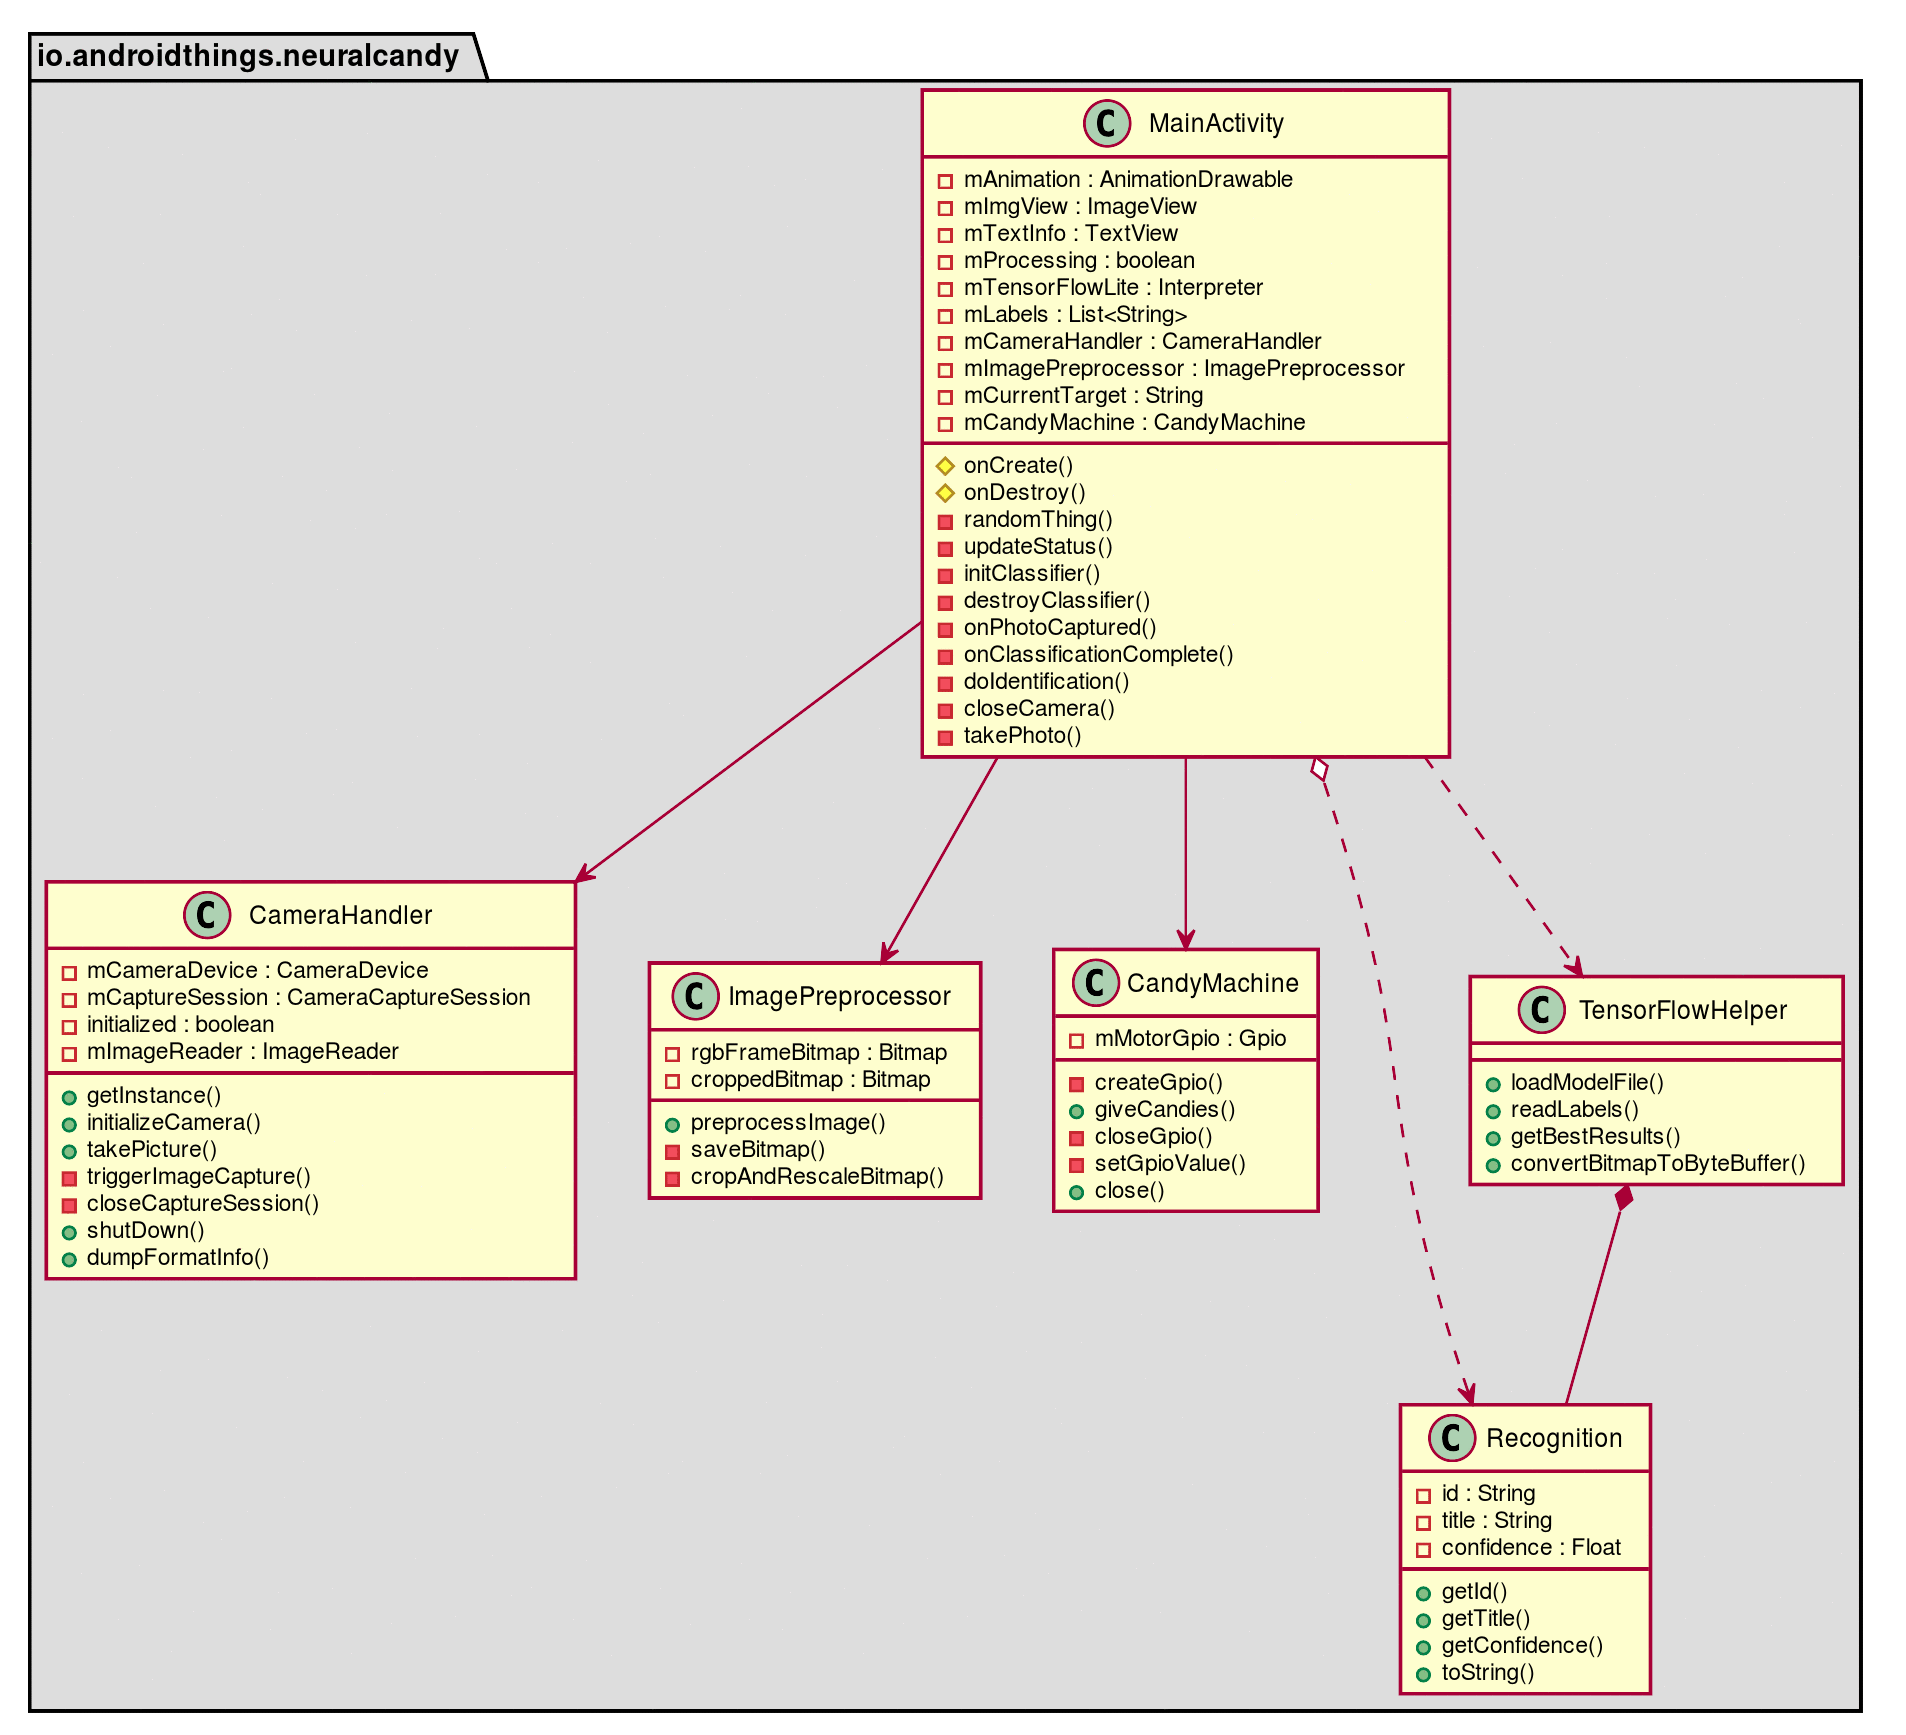 io.androidthings.neuralcandy
C MainActivity
mAnimation : AnimationDrawable
mImgView : ImageView
mTextInfo : TextView
mProcessing : boolean
mTensorFlowLite : Interpreter
mLabels : List<String>
mCameraHandler : CameraHandler
mImagePreprocessor : ImagePreprocessor
mCurrentTarget : String
mCandyMachine : CandyMachine
onCreate()
onDestroy()
randomThing()
updateStatus()
initClassifier()
destroyClassifier()
onPhotoCaptured()
onClassificationComplete()
doIdentification()
closeCamera()
takePhoto()
C CameraHandler
mCameraDevice : CameraDevice
mCaptureSession : CameraCaptureSession
initialized : boolean
mImageReader : ImageReader
getInstance()
initializeCamera()
takePicture()
triggerImageCapture()
closeCaptureSession()
shutDown()
dumpFormatInfo()
C ImagePreprocessor
rgbFrameBitmap : Bitmap
croppedBitmap : Bitmap
preprocessImage()
saveBitmap()
cropAndRescaleBitmap()
C CandyMachine
mMotorGpio : Gpio
createGpio()
giveCandies()
closeGpio()
setGpioValue()
close()
C TensorFlowHelper
loadModelFile()
readLabels()
getBestResults()
convertBitmapToByteBuffer()
C Recognition
id : String
title : String
confidence : Float
getId()
getTitle()
getConfidence()
toString()